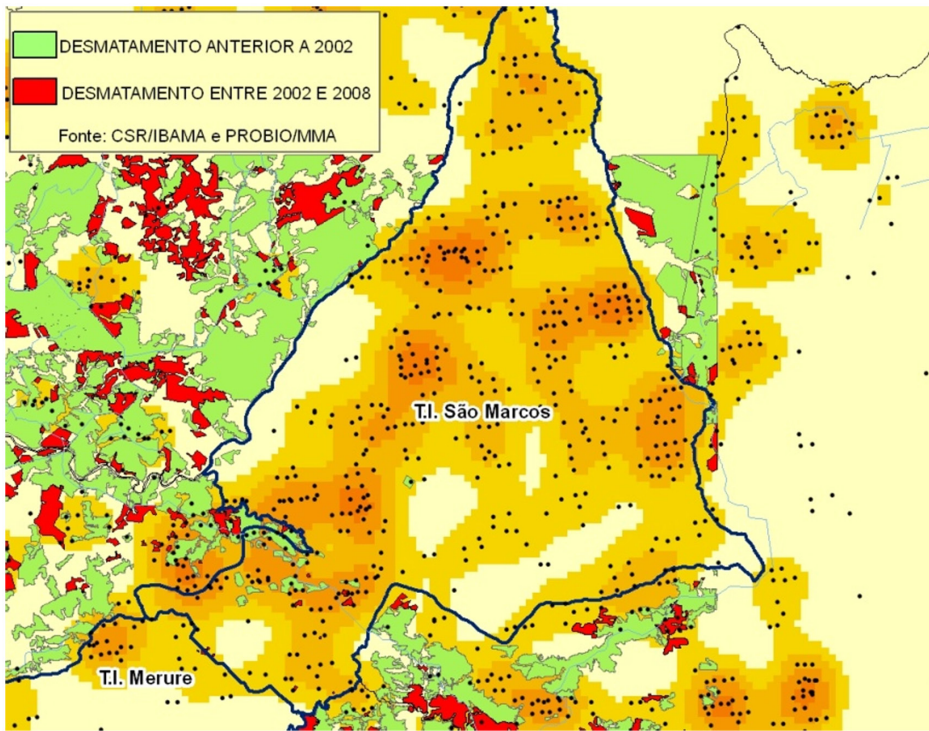 DESMATAMENTO ANTERIOR A 2002
DESMATAMENTO ENTRE 2002 E 2008
Fonte: CSR/IBAMA e PROBIO/MMA
T.I. São Marcos
T.I. Merure